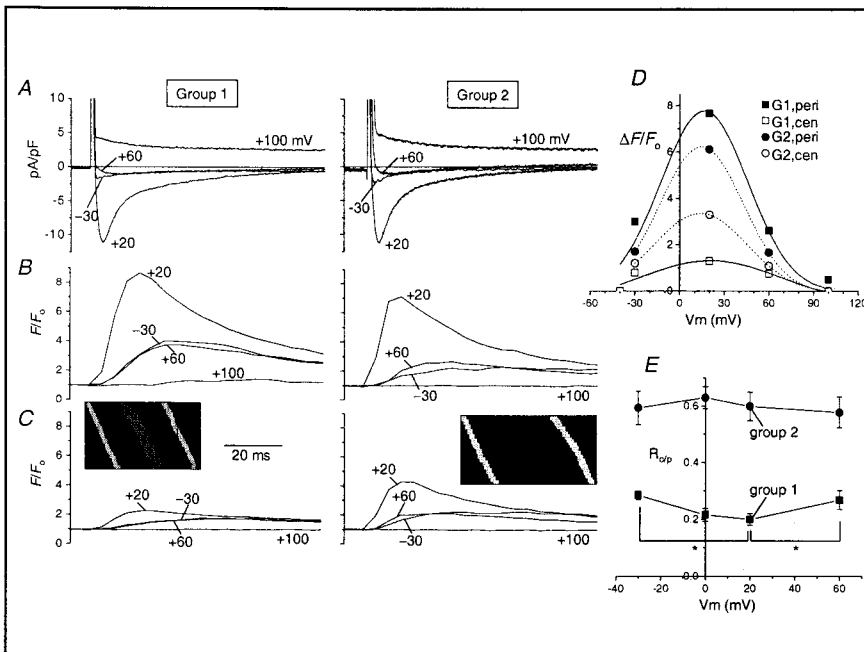 A
Group 1
Group 2
pA/pF
10
5
0
-5
-10
+100 mV
+60
-30
+20
+100 mV
+60
-30
+20
B
F/Fo
8
6
4
2
0
+20
-30
+60
+100
+20
+60
-30
+100
C
F/Fo
8
6
4
2
0
20 ms
+20
-30
+60
+100
+20
+60
-30
+100
D
ΔF/Fo
8
6
4
2
0
G1,peri
G1,cen
G2,peri
G2,cen
-60 -30 0 30 60 90 120
Vm (mV)
E
0.6
0.4
0.2
0.0
Rc/p
group 2
group 1
* *
-40 -20 0 20 40 60
Vm (mV)